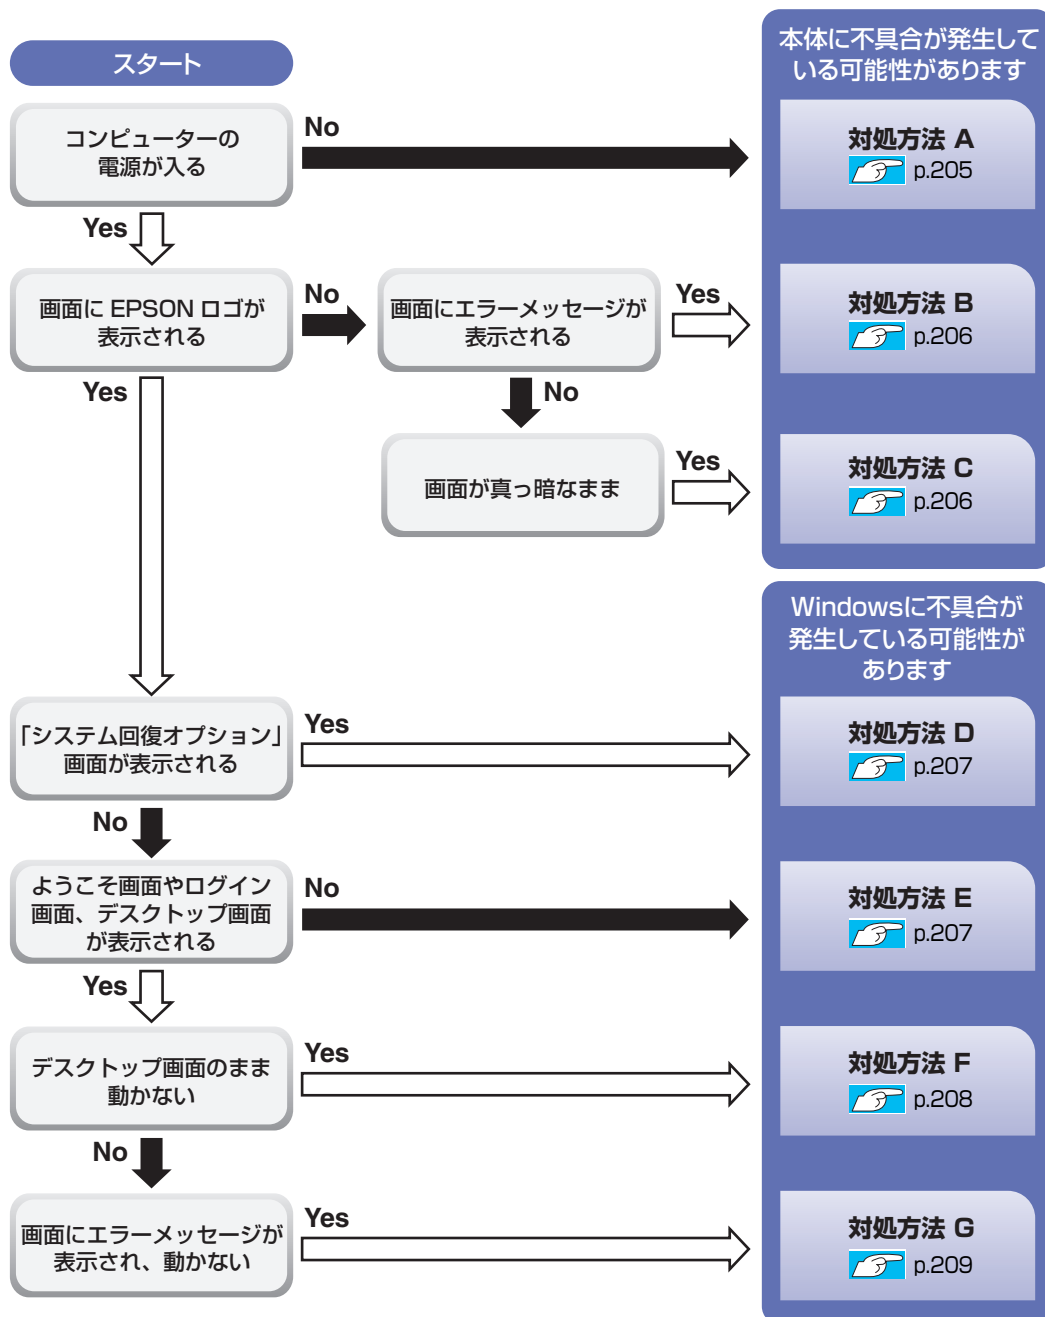 スタート
コンピューターの
電源が入る
No
Yes
画面に EPSON ロゴが
表示される
No
画面にエラーメッセージが
表示される
Yes
No
Yes
画面が真っ暗なまま
Yes
「システム回復オプション」
画面が表示される
Yes
No
ようこそ画面やログイン
画面、デスクトップ画面
が表示される
No
Yes
デスクトップ画面のまま
動かない
Yes
No
画面にエラーメッセージが
表示され、動かない
Yes
本体に不具合が発生して
いる可能性があります
対処方法 A
p.205
対処方法 B
p.206
対処方法 C
p.206
Windowsに不具合が
発生している可能性が
あります
対処方法 D
p.207
対処方法 E
p.207
対処方法 F
p.208
対処方法 G
p.209